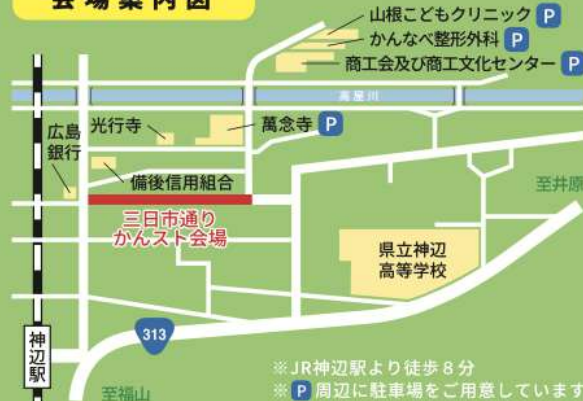 会場案内図
山根こどもクリニック P
かんなべ整形外科 P
商工会及び商工文化センター P
高屋川
広島
銀行
光行寺
萬念寺 P
備後信用組合
至井原
三日市通り
かんスト会場
県立神辺
高等学校
313
神辺駅
至福山
※JR神辺駅より徒歩8分
※P周辺に駐車場をご用意しています